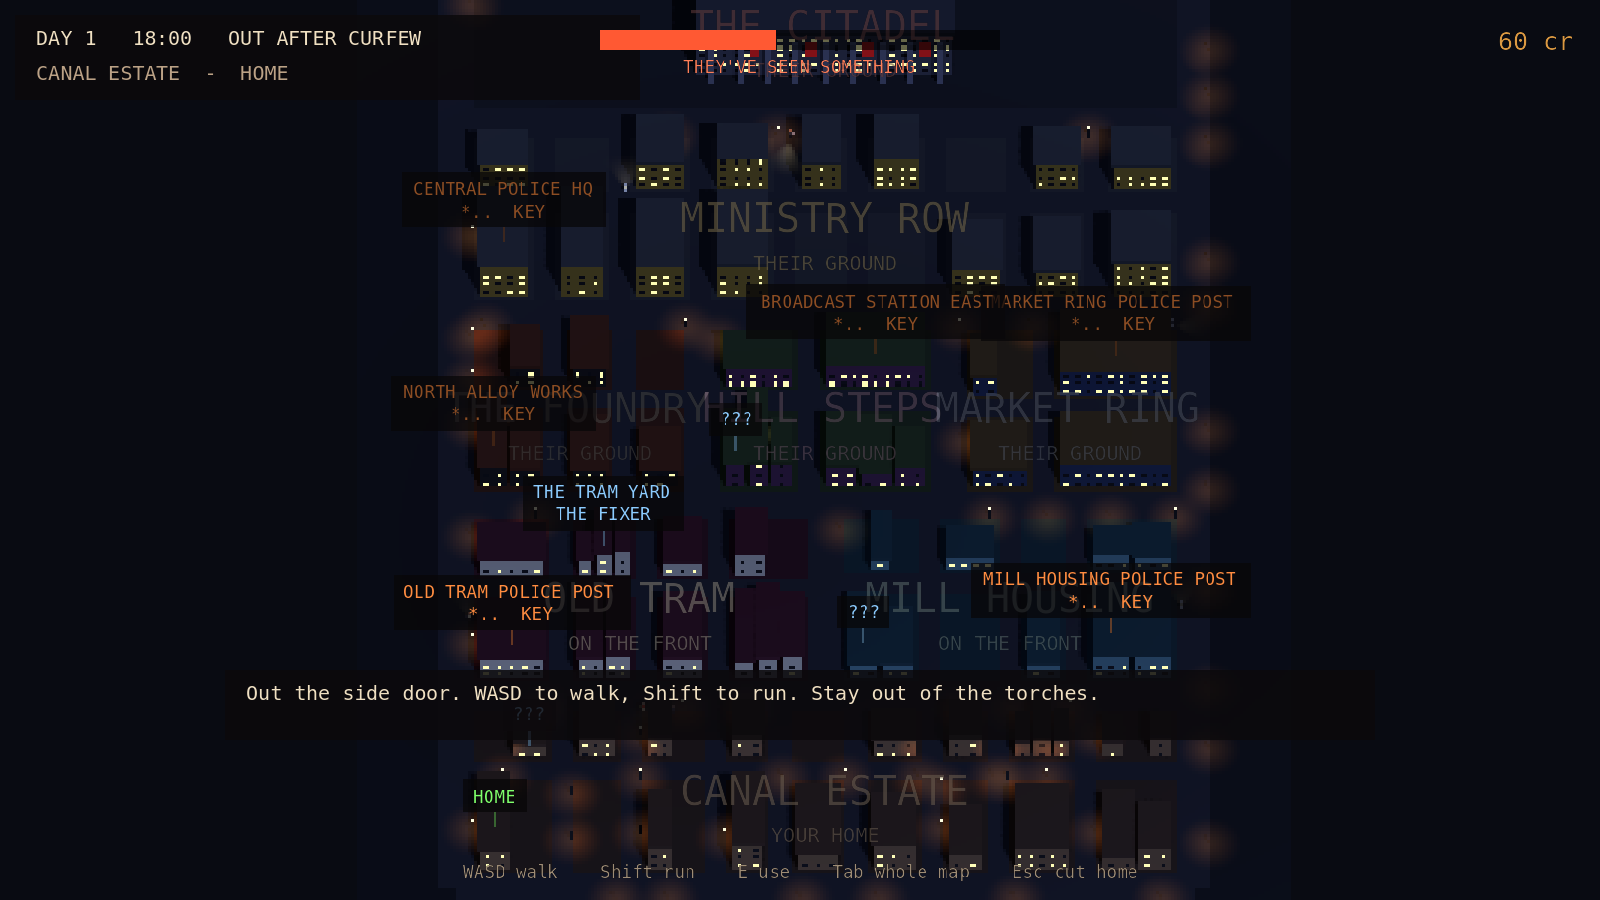 THE CITADEL
DAY 1 18:00 OUT AFTER CURFEW
60 cr
THEY'VE SEEN SOMETHING
CANAL ESTATE - HOME
CENTRAL POLICE HQ
*.. KEY
MINISTRY ROW
THEIR GROUND
BROADCAST STATION EAST
*.. KEY
MARKET RING POLICE POST
*.. KEY
NORTH ALLOY WORKS
*.. KEY
THE FOUNDRY
THEIR GROUND
HILL STEPS
THEIR GROUND
MARKET RING
THEIR GROUND
???
THE TRAM YARD
THE FIXER
OLD TRAM POLICE POST
*.. KEY
OLD TRAM
ON THE FRONT
???
MILL HOUSING POLICE POST
*.. KEY
MILL HOUSING
ON THE FRONT
Out the side door. WASD to walk, Shift to run. Stay out of the torches.
???
HOME
CANAL ESTATE
YOUR HOME
WASD walk Shift run E use Tab whole map Esc cut home